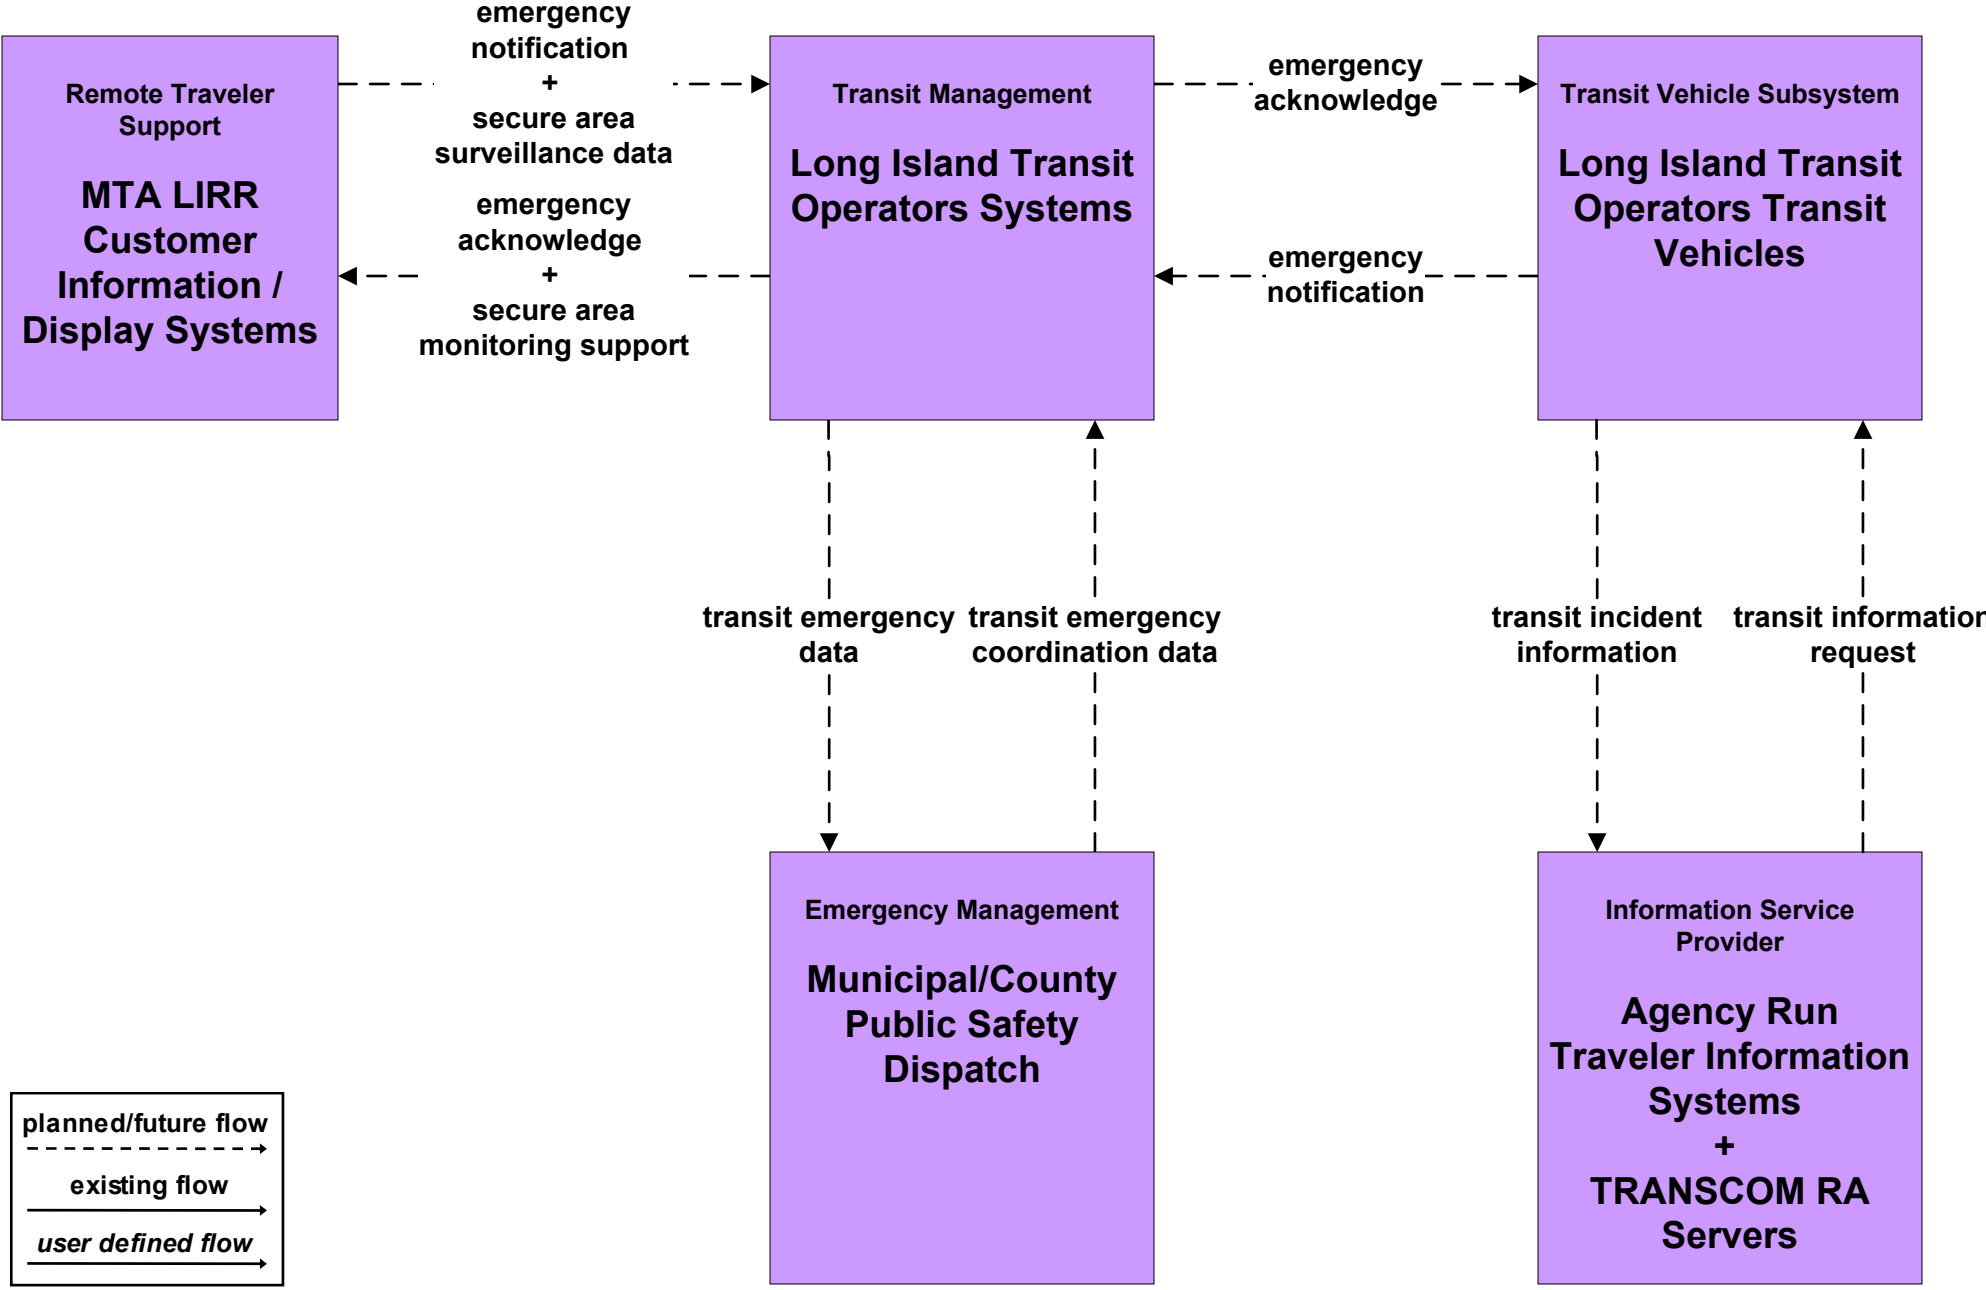 emergency
notification
+
secure area
surveillance data
emergency
acknowledge
+
secure area
monitoring support
Remote Traveler
Support
MTA LIRR
Customer
Information /
Display Systems
Transit Management
Long Island Transit
Operators Systems
emergency
acknowledge
emergency
notification
Transit Vehicle Subsystem
Long Island Transit
Operators Transit
Vehicles
transit emergency
data
transit emergency
coordination data
transit incident
information
transit information
request
Emergency Management
Municipal/County
Public Safety
Dispatch
Information Service
Provider
Agency Run
Traveler Information
Systems
+
TRANSCOM RA
Servers
planned/future flow
existing flow
user defined flow